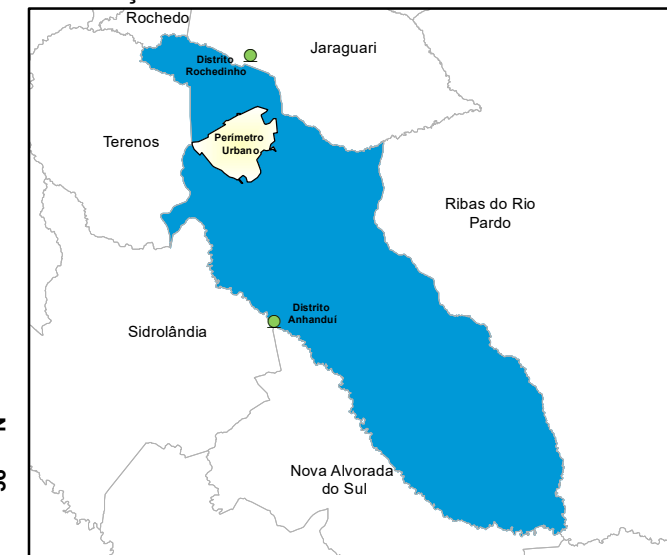 Rochedo
Jaraguari
Distrito
Rochedinho
Terenos
Perímetro
Urbano
Ribas do Rio
Pardo
Distrito
Anhanduí
Sidrolândia
Nova Alvorada
do Sul
N